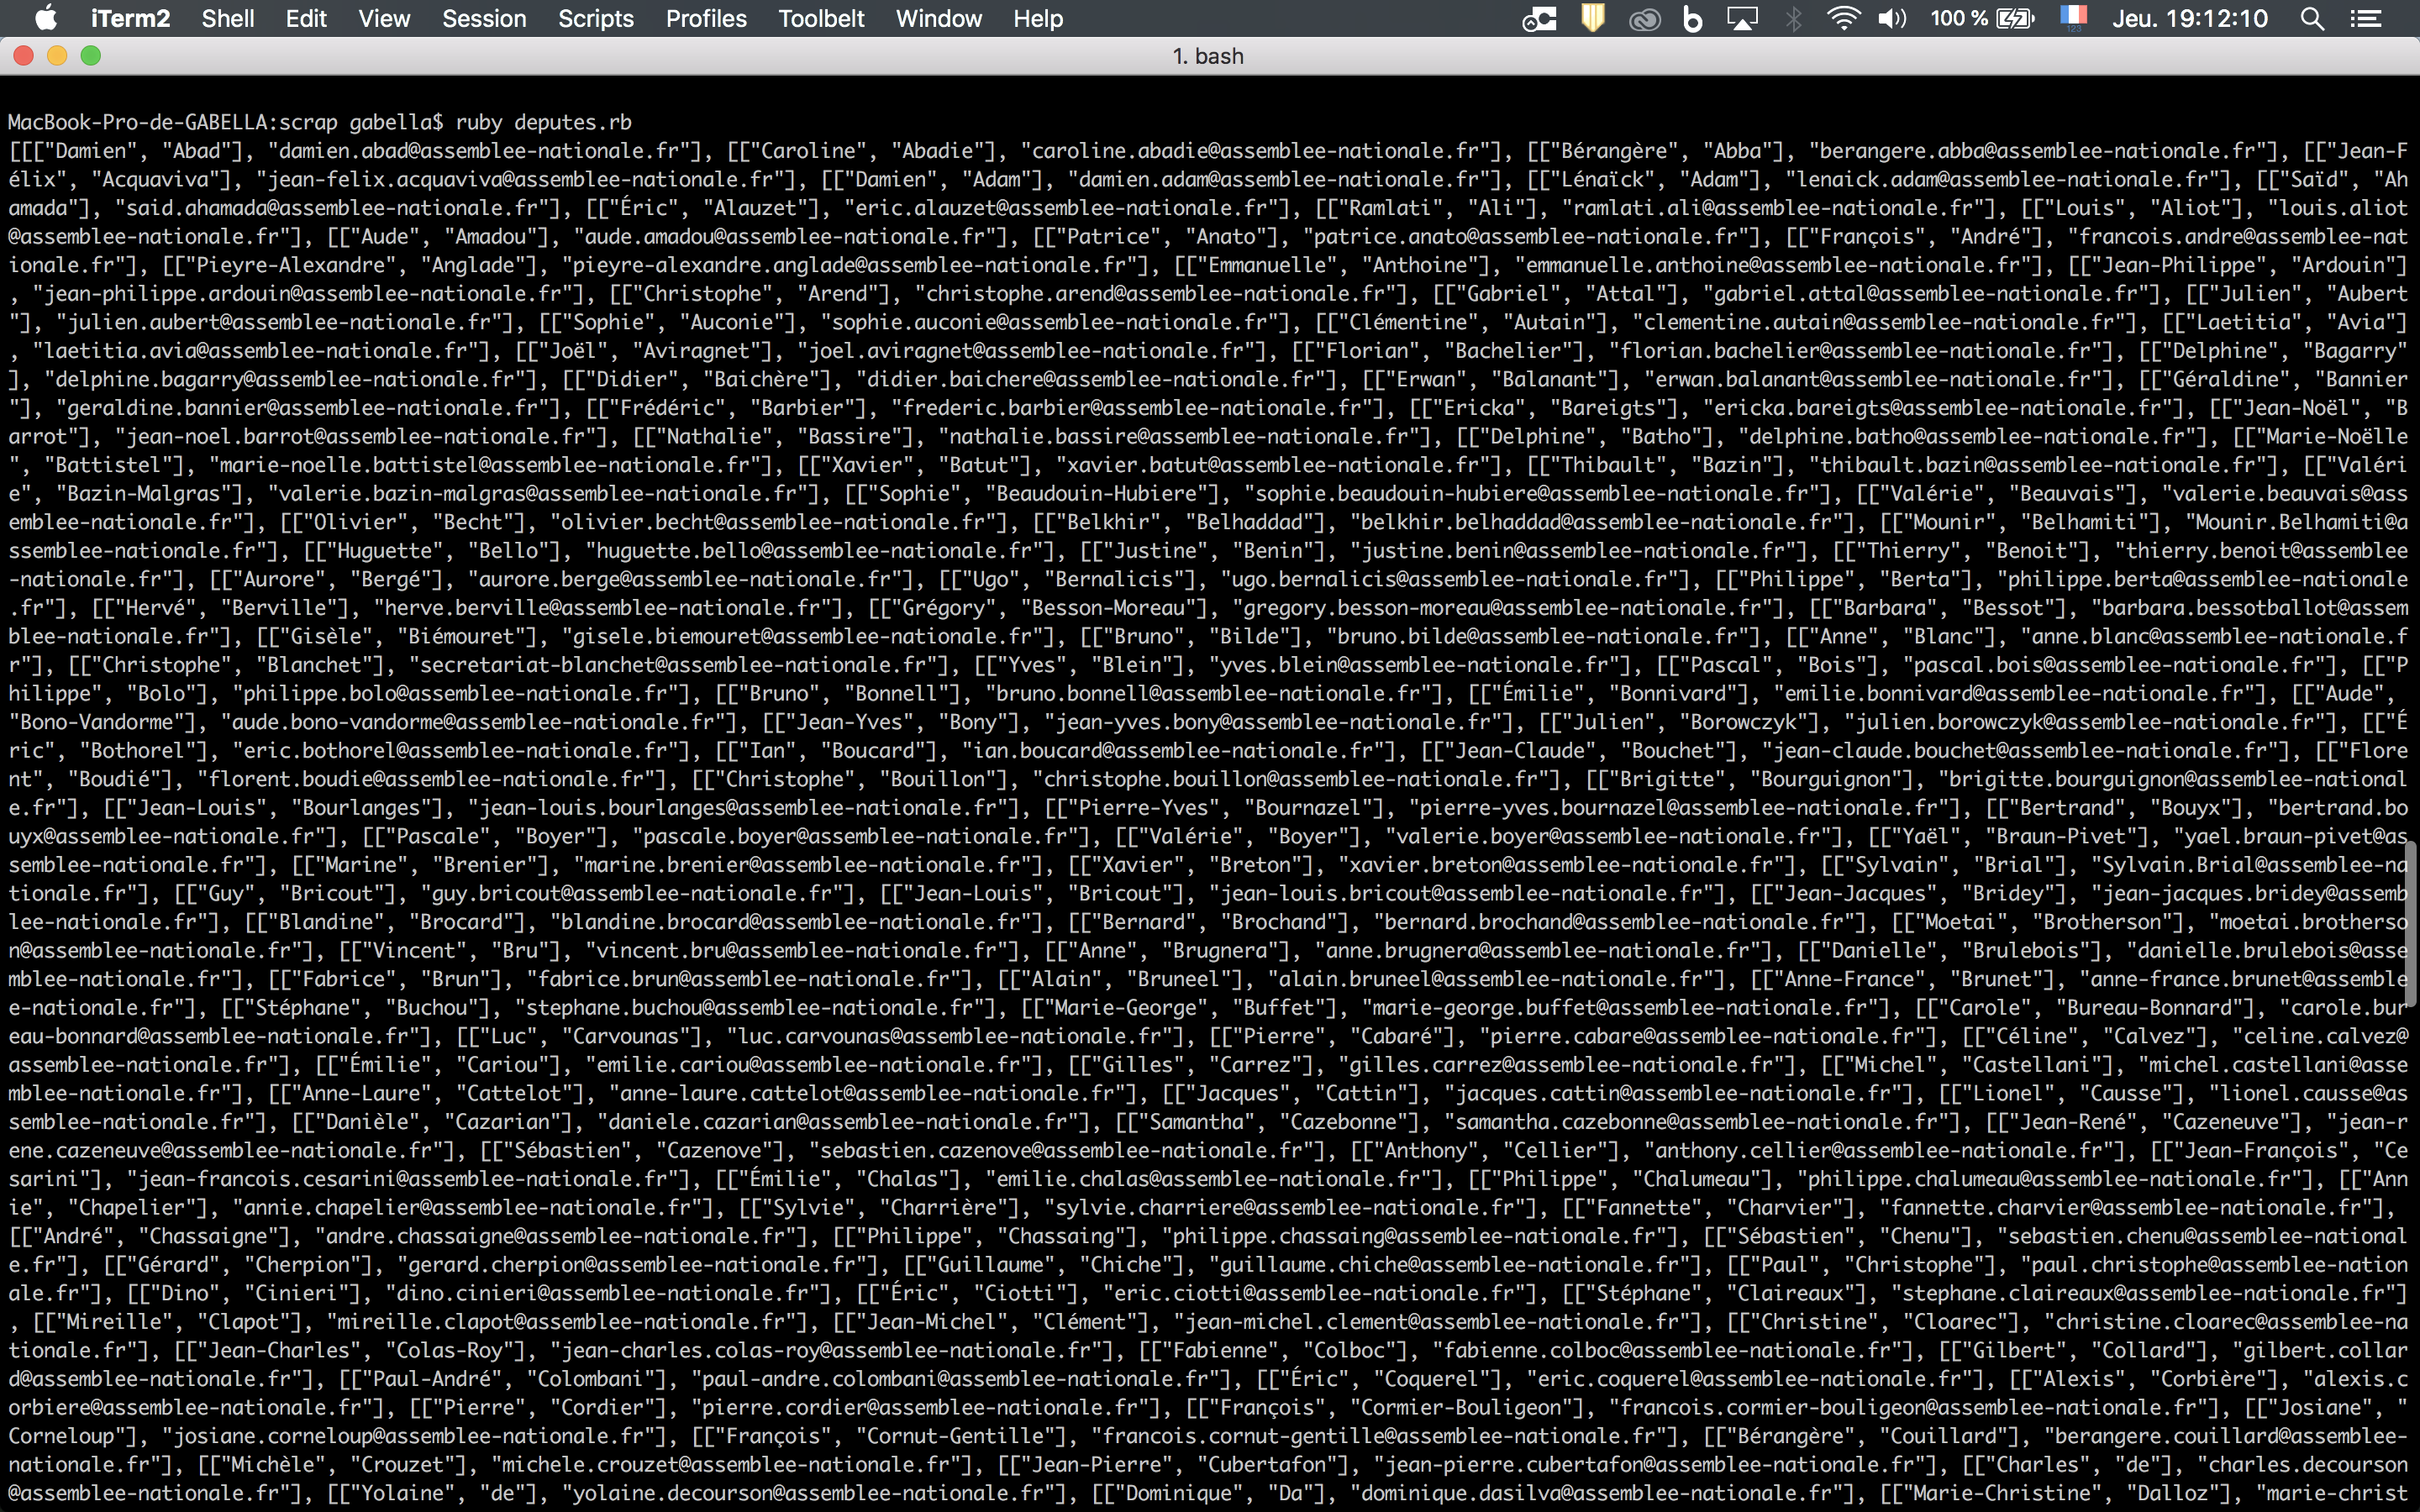 iTerm2 Shell Edit View Session Scripts Profiles Toolbelt Window Help 100 % 123 Jeu. 19:12:10
1. bash
MacBook-Pro-de-GABELLA:scrap gabella$ ruby deputes.rb
[[["Damien", "Abad"], "damien.abad@assemblee-nationale.fr"], [["Caroline", "Abadie"], "caroline.abadie@assemblee-nationale.fr"], [["Bérangère", "Abba"], "berangere.abba@assemblee-nationale.fr"], [["Jean-F
élix", "Acquaviva"], "jean-felix.acquaviva@assemblee-nationale.fr"], [["Damien", "Adam"], "damien.adam@assemblee-nationale.fr"], [["Lénaïck", "Adam"], "lenaick.adam@assemblee-nationale.fr"], [["Saïd", "Ah
amada"], "said.ahamada@assemblee-nationale.fr"], [["Éric", "Alauzet"], "eric.alauzet@assemblee-nationale.fr"], [["Ramlati", "Ali"], "ramlati.ali@assemblee-nationale.fr"], [["Louis", "Aliot"], "louis.aliot
@assemblee-nationale.fr"], [["Aude", "Amadou"], "aude.amadou@assemblee-nationale.fr"], [["Patrice", "Anato"], "patrice.anato@assemblee-nationale.fr"], [["François", "André"], "francois.andre@assemblee-nat
ionale.fr"], [["Pieyre-Alexandre", "Anglade"], "pieyre-alexandre.anglade@assemblee-nationale.fr"], [["Emmanuelle", "Anthoine"], "emmanuelle.anthoine@assemblee-nationale.fr"], [["Jean-Philippe", "Ardouin"]
, "jean-philippe.ardouin@assemblee-nationale.fr"], [["Christophe", "Arend"], "christophe.arend@assemblee-nationale.fr"], [["Gabriel", "Attal"], "gabriel.attal@assemblee-nationale.fr"], [["Julien", "Aubert
"], "julien.aubert@assemblee-nationale.fr"], [["Sophie", "Auconie"], "sophie.auconie@assemblee-nationale.fr"], [["Clémentine", "Autain"], "clementine.autain@assemblee-nationale.fr"], [["Laetitia", "Avia"]
, "laetitia.avia@assemblee-nationale.fr"], [["Joël", "Aviragnet"], "joel.aviragnet@assemblee-nationale.fr"], [["Florian", "Bachelier"], "florian.bachelier@assemblee-nationale.fr"], [["Delphine", "Bagarry"
], "delphine.bagarry@assemblee-nationale.fr"], [["Didier", "Baichère"], "didier.baichere@assemblee-nationale.fr"], [["Erwan", "Balanant"], "erwan.balanant@assemblee-nationale.fr"], [["Géraldine", "Bannier
"], "geraldine.bannier@assemblee-nationale.fr"], [["Frédéric", "Barbier"], "frederic.barbier@assemblee-nationale.fr"], [["Ericka", "Bareigts"], "ericka.bareigts@assemblee-nationale.fr"], [["Jean-Noël", "B
arrot"], "jean-noel.barrot@assemblee-nationale.fr"], [["Nathalie", "Bassire"], "nathalie.bassire@assemblee-nationale.fr"], [["Delphine", "Batho"], "delphine.batho@assemblee-nationale.fr"], [["Marie-Noëlle
", "Battistel"], "marie-noelle.battistel@assemblee-nationale.fr"], [["Xavier", "Batut"], "xavier.batut@assemblee-nationale.fr"], [["Thibault", "Bazin"], "thibault.bazin@assemblee-nationale.fr"], [["Valéri
e", "Bazin-Malgras"], "valerie.bazin-malgras@assemblee-nationale.fr"], [["Sophie", "Beaudouin-Hubiere"], "sophie.beaudouin-hubiere@assemblee-nationale.fr"], [["Valérie", "Beauvais"], "valerie.beauvais@ass
emblee-nationale.fr"], [["Olivier", "Becht"], "olivier.becht@assemblee-nationale.fr"], [["Belkhir", "Belhaddad"], "belkhir.belhaddad@assemblee-nationale.fr"], [["Mounir", "Belhamiti"], "Mounir.Belhamiti@a
ssemblee-nationale.fr"], [["Huguette", "Bello"], "huguette.bello@assemblee-nationale.fr"], [["Justine", "Benin"], "justine.benin@assemblee-nationale.fr"], [["Thierry", "Benoit"], "thierry.benoit@assemblee
-nationale.fr"], [["Aurore", "Bergé"], "aurore.berge@assemblee-nationale.fr"], [["Ugo", "Bernalicis"], "ugo.bernalicis@assemblee-nationale.fr"], [["Philippe", "Berta"], "philippe.berta@assemblee-nationale
.fr"], [["Hervé", "Berville"], "herve.berville@assemblee-nationale.fr"], [["Grégory", "Besson-Moreau"], "gregory.besson-moreau@assemblee-nationale.fr"], [["Barbara", "Bessot"], "barbara.bessotballot@assem
blee-nationale.fr"], [["Gisèle", "Biémouret"], "gisele.biemouret@assemblee-nationale.fr"], [["Bruno", "Bilde"], "bruno.bilde@assemblee-nationale.fr"], [["Anne", "Blanc"], "anne.blanc@assemblee-nationale.f
r"], [["Christophe", "Blanchet"], "secretariat-blanchet@assemblee-nationale.fr"], [["Yves", "Blein"], "yves.blein@assemblee-nationale.fr"], [["Pascal", "Bois"], "pascal.bois@assemblee-nationale.fr"], [["P
hilippe", "Bolo"], "philippe.bolo@assemblee-nationale.fr"], [["Bruno", "Bonnell"], "bruno.bonnell@assemblee-nationale.fr"], [["Émilie", "Bonnivard"], "emilie.bonnivard@assemblee-nationale.fr"], [["Aude",
"Bono-Vandorme"], "aude.bono-vandorme@assemblee-nationale.fr"], [["Jean-Yves", "Bony"], "jean-yves.bony@assemblee-nationale.fr"], [["Julien", "Borowczyk"], "julien.borowczyk@assemblee-nationale.fr"], [["É
ric", "Bothorel"], "eric.bothorel@assemblee-nationale.fr"], [["Ian", "Boucard"], "ian.boucard@assemblee-nationale.fr"], [["Jean-Claude", "Bouchet"], "jean-claude.bouchet@assemblee-nationale.fr"], [["Flore
nt", "Boudié"], "florent.boudie@assemblee-nationale.fr"], [["Christophe", "Bouillon"], "christophe.bouillon@assemblee-nationale.fr"], [["Brigitte", "Bourguignon"], "brigitte.bourguignon@assemblee-national
e.fr"], [["Jean-Louis", "Bourlanges"], "jean-louis.bourlanges@assemblee-nationale.fr"], [["Pierre-Yves", "Bournazel"], "pierre-yves.bournazel@assemblee-nationale.fr"], [["Bertrand", "Bouyx"], "bertrand.bo
uyx@assemblee-nationale.fr"], [["Pascale", "Boyer"], "pascale.boyer@assemblee-nationale.fr"], [["Valérie", "Boyer"], "valerie.boyer@assemblee-nationale.fr"], [["Yaël", "Braun-Pivet"], "yael.braun-pivet@as
semblee-nationale.fr"], [["Marine", "Brenier"], "marine.brenier@assemblee-nationale.fr"], [["Xavier", "Breton"], "xavier.breton@assemblee-nationale.fr"], [["Sylvain", "Brial"], "Sylvain.Brial@assemblee-na
tionale.fr"], [["Guy", "Bricout"], "guy.bricout@assemblee-nationale.fr"], [["Jean-Louis", "Bricout"], "jean-louis.bricout@assemblee-nationale.fr"], [["Jean-Jacques", "Bridey"], "jean-jacques.bridey@assemb
lee-nationale.fr"], [["Blandine", "Brocard"], "blandine.brocard@assemblee-nationale.fr"], [["Bernard", "Brochand"], "bernard.brochand@assemblee-nationale.fr"], [["Moetai", "Brotherson"], "moetai.brotherso
n@assemblee-nationale.fr"], [["Vincent", "Bru"], "vincent.bru@assemblee-nationale.fr"], [["Anne", "Brugnera"], "anne.brugnera@assemblee-nationale.fr"], [["Danielle", "Brulebois"], "danielle.brulebois@asse
mblee-nationale.fr"], [["Fabrice", "Brun"], "fabrice.brun@assemblee-nationale.fr"], [["Alain", "Bruneel"], "alain.bruneel@assemblee-nationale.fr"], [["Anne-France", "Brunet"], "anne-france.brunet@assemble
e-nationale.fr"], [["Stéphane", "Buchou"], "stephane.buchou@assemblee-nationale.fr"], [["Marie-George", "Buffet"], "marie-george.buffet@assemblee-nationale.fr"], [["Carole", "Bureau-Bonnard"], "carole.bur
eau-bonnard@assemblee-nationale.fr"], [["Luc", "Carvounas"], "luc.carvounas@assemblee-nationale.fr"], [["Pierre", "Cabaré"], "pierre.cabare@assemblee-nationale.fr"], [["Céline", "Calvez"], "celine.calvez@
assemblee-nationale.fr"], [["Émilie", "Cariou"], "emilie.cariou@assemblee-nationale.fr"], [["Gilles", "Carrez"], "gilles.carrez@assemblee-nationale.fr"], [["Michel", "Castellani"], "michel.castellani@asse
mblee-nationale.fr"], [["Anne-Laure", "Cattelot"], "anne-laure.cattelot@assemblee-nationale.fr"], [["Jacques", "Cattin"], "jacques.cattin@assemblee-nationale.fr"], [["Lionel", "Causse"], "lionel.causse@as
semblee-nationale.fr"], [["Danièle", "Cazarian"], "daniele.cazarian@assemblee-nationale.fr"], [["Samantha", "Cazebonne"], "samantha.cazebonne@assemblee-nationale.fr"], [["Jean-René", "Cazeneuve"], "jean-r
ene.cazeneuve@assemblee-nationale.fr"], [["Sébastien", "Cazenove"], "sebastien.cazenove@assemblee-nationale.fr"], [["Anthony", "Cellier"], "anthony.cellier@assemblee-nationale.fr"], [["Jean-François", "Ce
sarini"], "jean-francois.cesarini@assemblee-nationale.fr"], [["Émilie", "Chalas"], "emilie.chalas@assemblee-nationale.fr"], [["Philippe", "Chalumeau"], "philippe.chalumeau@assemblee-nationale.fr"], [["Ann
ie", "Chapelier"], "annie.chapelier@assemblee-nationale.fr"], [["Sylvie", "Charrière"], "sylvie.charriere@assemblee-nationale.fr"], [["Fannette", "Charvier"], "fannette.charvier@assemblee-nationale.fr"],
[["André", "Chassaigne"], "andre.chassaigne@assemblee-nationale.fr"], [["Philippe", "Chassaing"], "philippe.chassaing@assemblee-nationale.fr"], [["Sébastien", "Chenu"], "sebastien.chenu@assemblee-national
e.fr"], [["Gérard", "Cherpion"], "gerard.cherpion@assemblee-nationale.fr"], [["Guillaume", "Chiche"], "guillaume.chiche@assemblee-nationale.fr"], [["Paul", "Christophe"], "paul.christophe@assemblee-nation
ale.fr"], [["Dino", "Cinieri"], "dino.cinieri@assemblee-nationale.fr"], [["Éric", "Ciotti"], "eric.ciotti@assemblee-nationale.fr"], [["Stéphane", "Claireaux"], "stephane.claireaux@assemblee-nationale.fr"]
, [["Mireille", "Clapot"], "mireille.clapot@assemblee-nationale.fr"], [["Jean-Michel", "Clément"], "jean-michel.clement@assemblee-nationale.fr"], [["Christine", "Cloarec"], "christine.cloarec@assemblee-na
tionale.fr"], [["Jean-Charles", "Colas-Roy"], "jean-charles.colas-roy@assemblee-nationale.fr"], [["Fabienne", "Colboc"], "fabienne.colboc@assemblee-nationale.fr"], [["Gilbert", "Collard"], "gilbert.collar
d@assemblee-nationale.fr"], [["Paul-André", "Colombani"], "paul-andre.colombani@assemblee-nationale.fr"], [["Éric", "Coquerel"], "eric.coquerel@assemblee-nationale.fr"], [["Alexis", "Corbière"], "alexis.c
orbiere@assemblee-nationale.fr"], [["Pierre", "Cordier"], "pierre.cordier@assemblee-nationale.fr"], [["François", "Cormier-Bouligeon"], "francois.cormier-bouligeon@assemblee-nationale.fr"], [["Josiane", "
Corneloup"], "josiane.corneloup@assemblee-nationale.fr"], [["François", "Cornut-Gentille"], "francois.cornut-gentille@assemblee-nationale.fr"], [["Bérangère", "Couillard"], "berangere.couillard@assemblee-
nationale.fr"], [["Michèle", "Crouzet"], "michele.crouzet@assemblee-nationale.fr"], [["Jean-Pierre", "Cubertafon"], "jean-pierre.cubertafon@assemblee-nationale.fr"], [["Charles", "de"], "charles.decourson
@assemblee-nationale.fr"], [["Yolaine", "de"], "yolaine.decourson@assemblee-nationale.fr"], [["Dominique", "Da"], "dominique.dasilva@assemblee-nationale.fr"], [["Marie-Christine", "Dalloz"], "marie-christ